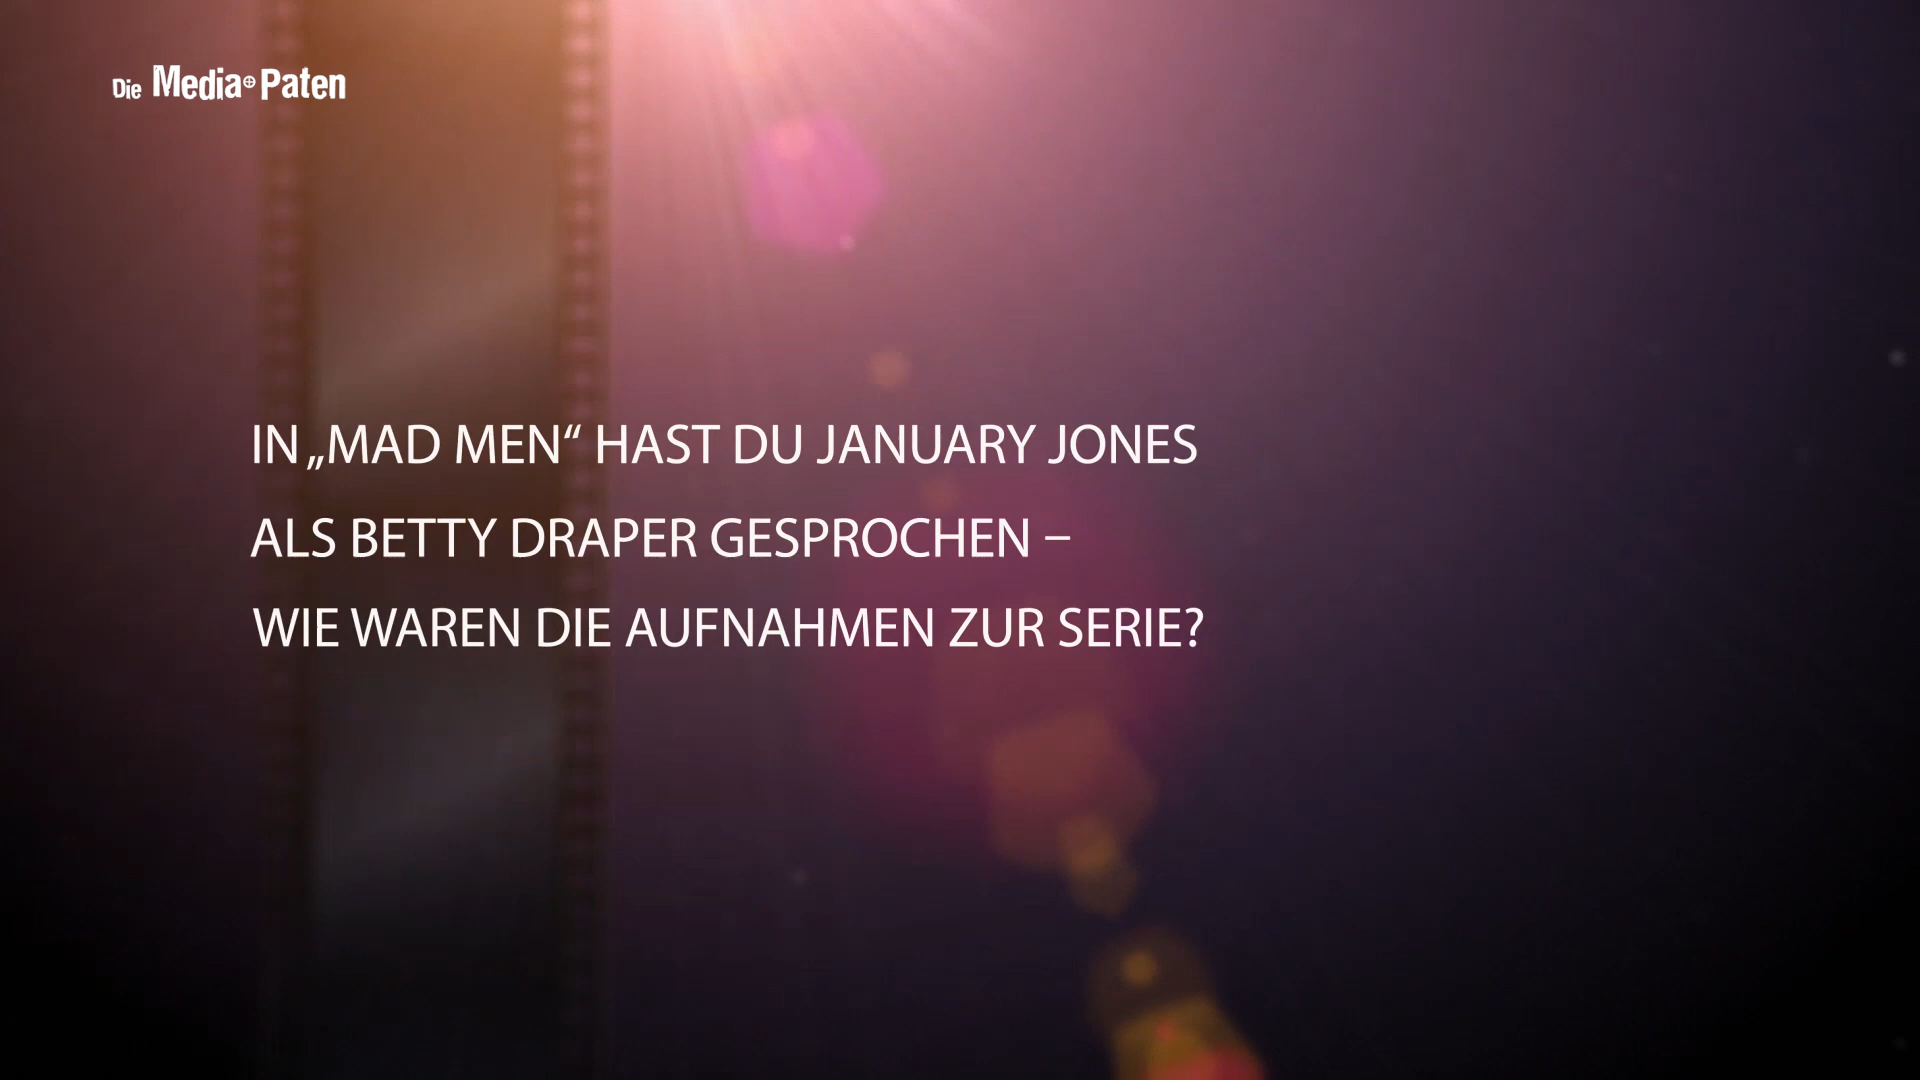 Die Media Paten
IN „MAD MEN“ HAST DU JANUARY JONES
ALS BETTY DRAPER GESPROCHEN –
WIE WAREN DIE AUFNAHMEN ZUR SERIE?